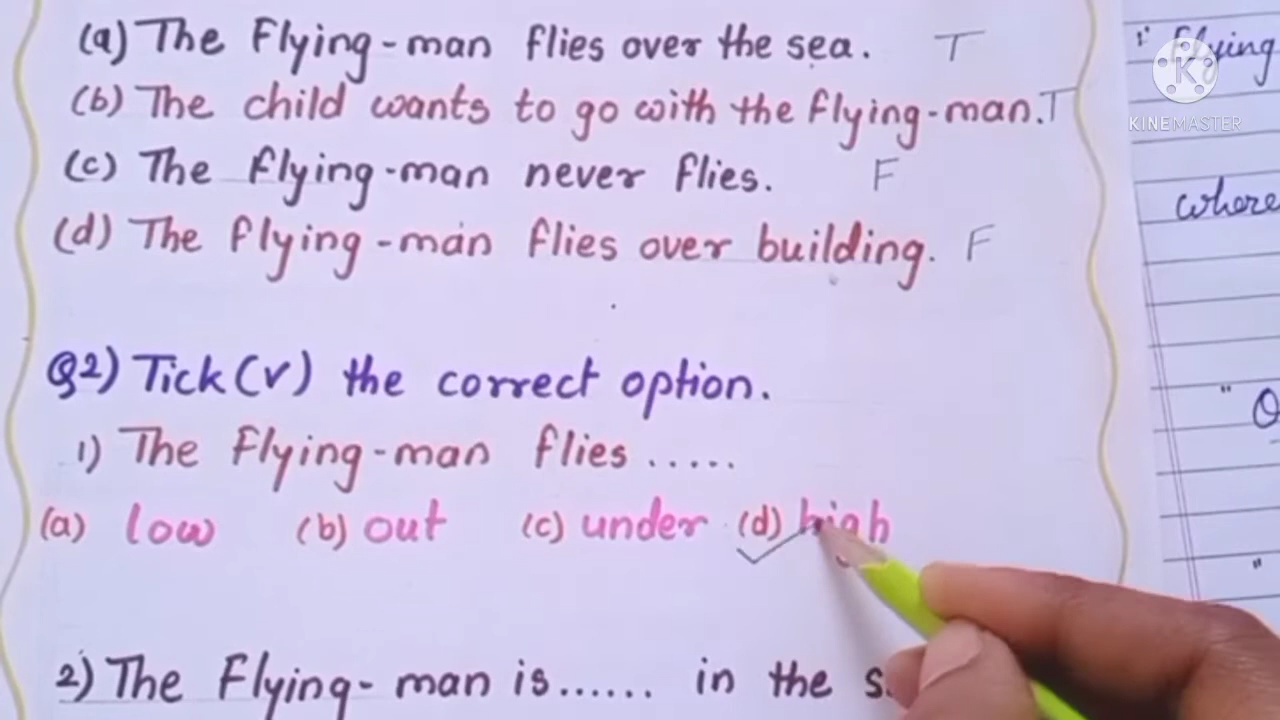 (a) The Flying-man flies over the sea. T
(b) The child wants to go with the flying-man. T
(c) The flying-man never flies. F
(d) The flying-man flies over building. F
Q2) Tick (√) the correct option.
1) The Flying-man flies .....
(a) low (b) out (c) under (d) high
2) The Flying-man is ...... in the s
flying
where
K
KINEMASTER